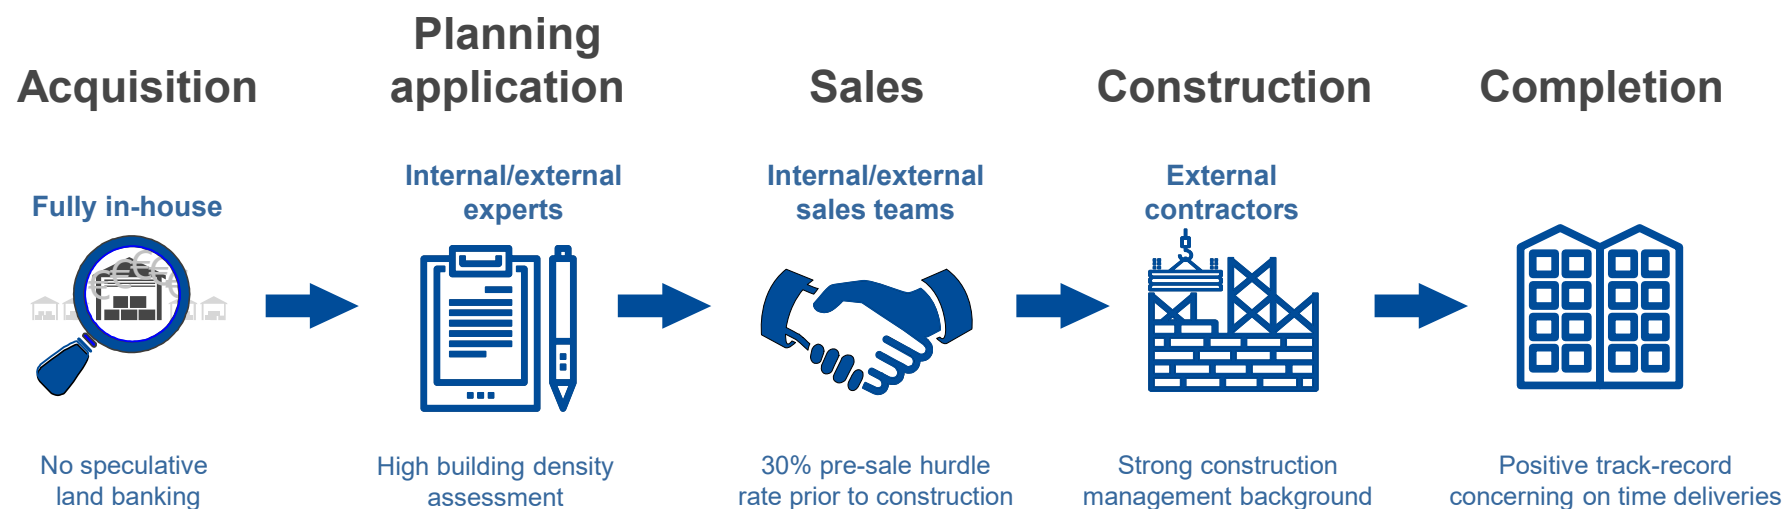 Acquisition
Planning
application
Sales
Construction
Completion
Fully in-house
Internal/external
experts
Internal/external
sales teams
External
contractors
No speculative
land banking
High building density
assessment
30% pre-sale hurdle
rate prior to construction
Strong construction
management background
Positive track-record
concerning on time deliveries